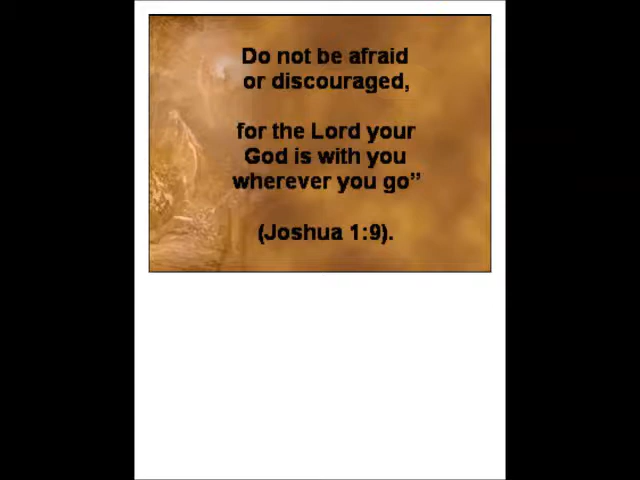 Do not be afraid
or discouraged,
for the Lord your
God is with you
wherever you go”
(Joshua 1:9).